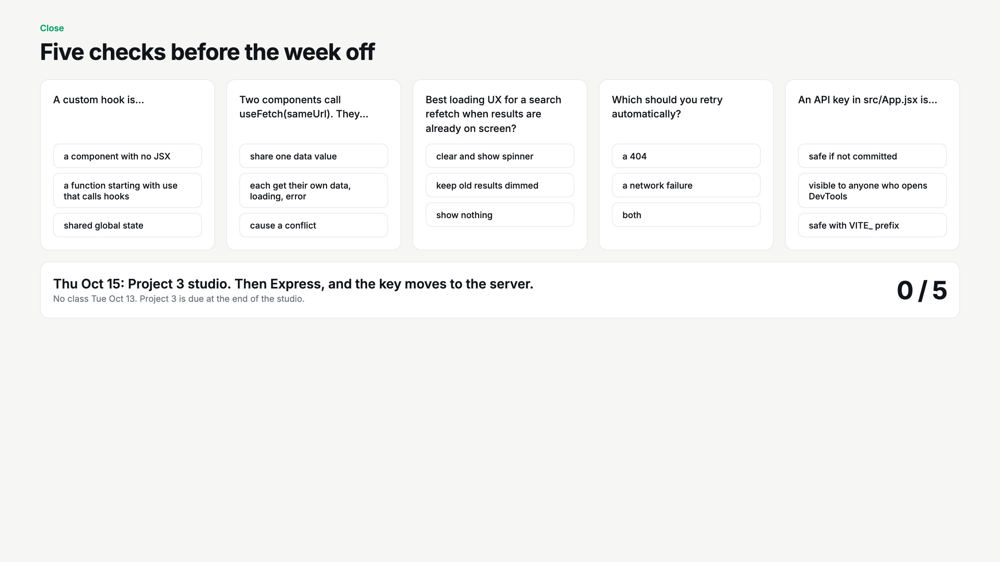 Close
Five checks before the week off
A custom hook is...
a component with no JSX
a function starting with use
that calls hooks
shared global state
Two components call
useFetch(sameUrl). They...
share one data value
each get their own data,
loading, error
cause a conflict
Best loading UX for a search
refetch when results are
already on screen?
clear and show spinner
keep old results dimmed
show nothing
Which should you retry
automatically?
a 404
a network failure
both
An API key in src/App.jsx is...
safe if not committed
visible to anyone who opens
DevTools
safe with VITE_ prefix
Thu Oct 15: Project 3 studio. Then Express, and the key moves to the server.
No class Tue Oct 13. Project 3 is due at the end of the studio.
0 / 5